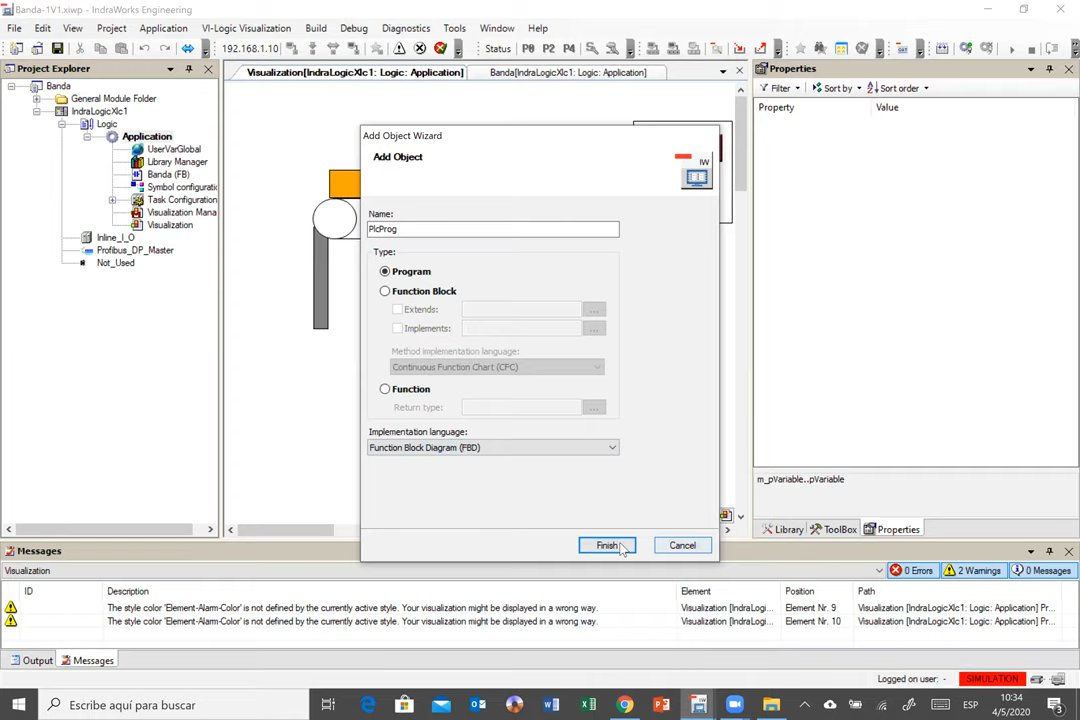 Banda-1V1.xiwp - IndraWorks Engineering
File Edit View Project Application VI-Logic Visualization Build Debug Diagnostics Tools Window Help
192.168.1.10 Status P0 P2 P4
Project Explorer
Visualization[IndraLogicXlc1: Logic: Application]
Banda[IndraLogicXlc1: Logic: Application]
Properties
Filter Sort by Sort order
Property Value
Banda
General Module Folder
IndraLogicXlc1
Logic
Application
UserVarGlobal
Library Manager
Banda (FB)
Symbol configuratio
Task Configuration
Visualization Mana
Visualization
Inline_I_O
Profibus_DP_Master
Not_Used
Add Object Wizard
Add Object
IW
Name:
PlcProg
Type:
Program
Function Block
Extends:
...
Implements:
...
Method implementation language:
Continuous Function Chart (CFC)
Function
Return type:
...
Implementation language:
Function Block Diagram (FBD)
Finish Cancel
m_pVariable..pVariable
Library ToolBox Properties
Messages
Visualization
0 Errors 2 Warnings 0 Messages
ID Description Element Position Path
The style color 'Element-Alarm-Color' is not defined by the currently active style. Your visualization might be displayed in a wrong way. Visualization [IndraLogi... Element Nr. 9 Visualization [IndraLogicXlc1: Logic: Application] Pr...
The style color 'Element-Alarm-Color' is not defined by the currently active style. Your visualization might be displayed in a wrong way. Visualization [IndraLogi... Element Nr. 10 Visualization [IndraLogicXlc1: Logic: Application] Pr...
Output Messages
Logged on user: - SIMULATION
Escribe aquí para buscar
ESP
10:34
4/5/2020
3